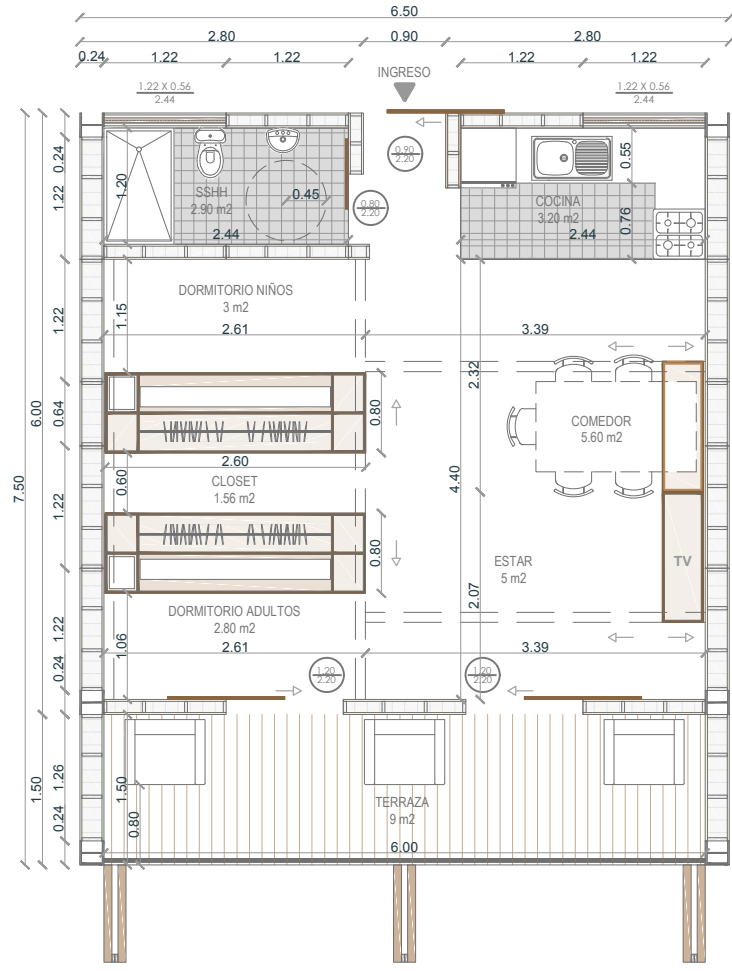 6.50
2.80 0.90 2.80
0.24 1.22 1.22 1.22 1.22
INGRESO
1.22 X 0.56
2.44
1.22 X 0.56
2.44
0.90
2.20
0.80
2.20
0.24
1.22
1.20
SSHH
2.90 m2
0.45
2.44
COCINA
3.20 m2
0.55
0.76
2.44
DORMITORIO NIÑOS
3 m2
1.22
1.15
2.61
3.39
2.32
6.00
7.50
0.64
0.80
COMEDOR
5.60 m2
2.60
CLOSET
1.56 m2
0.60
1.22
4.40
0.80
ESTAR
5 m2
TV
2.07
DORMITORIO ADULTOS
2.80 m2
1.22
1.06
0.24
2.61
3.39
1.20
2.20
1.20
2.20
1.50
1.26
0.24
1.50
0.80
TERRAZA
9 m2
6.00